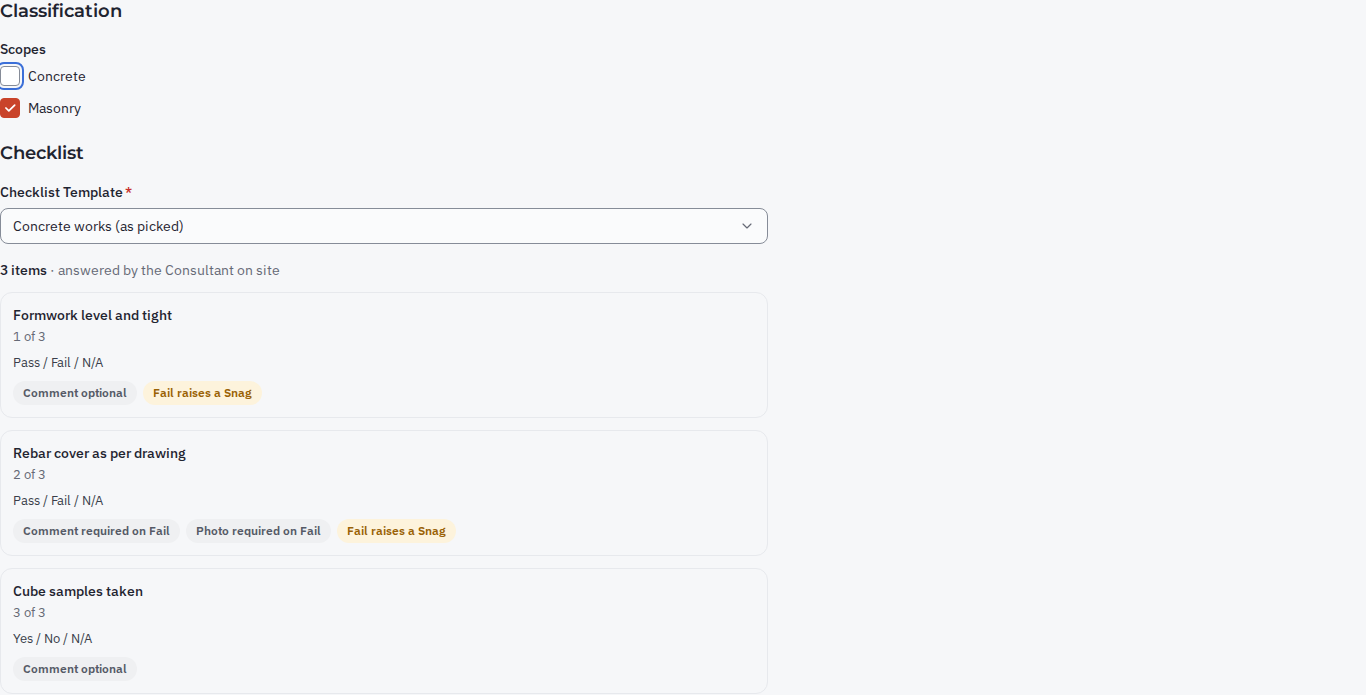 Classification
Scopes
Concrete
Masonry
Checklist
Checklist Template *
Concrete works (as picked)
3 items · answered by the Consultant on site
Formwork level and tight
1 of 3
Pass / Fail / N/A
Comment optional Fail raises a Snag
Rebar cover as per drawing
2 of 3
Pass / Fail / N/A
Comment required on Fail Photo required on Fail Fail raises a Snag
Cube samples taken
3 of 3
Yes / No / N/A
Comment optional